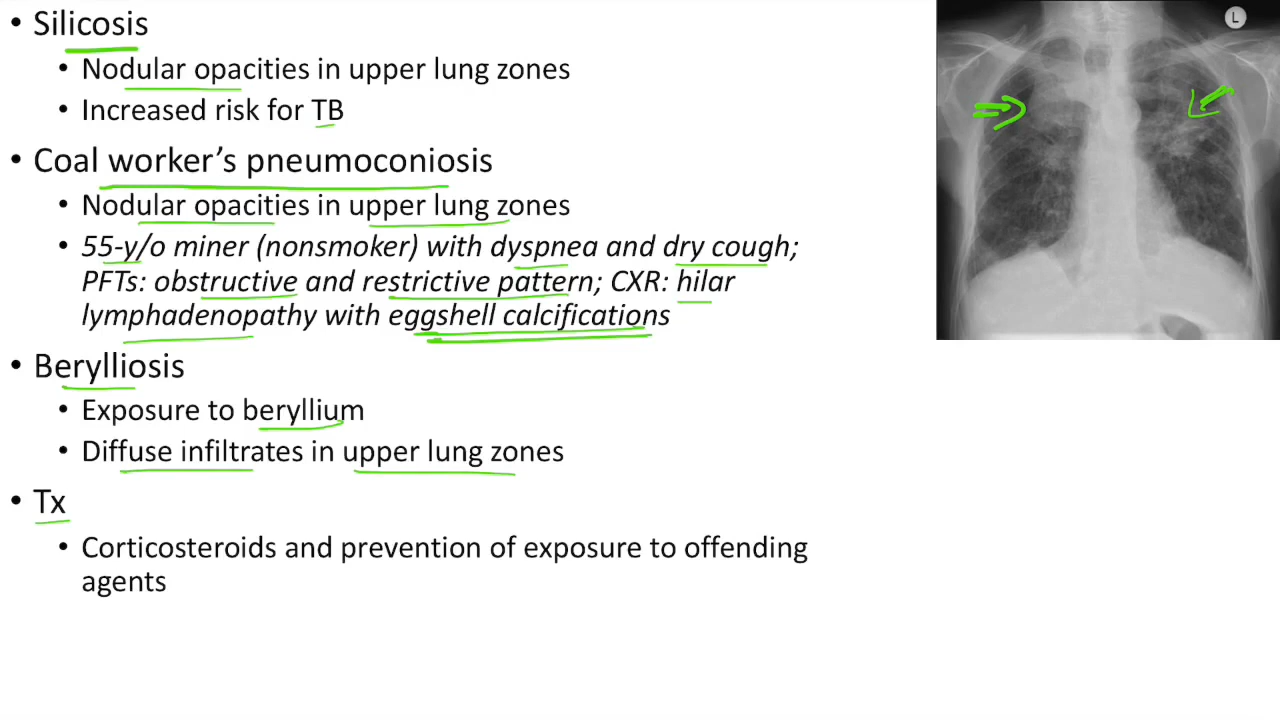 • Silicosis
• Nodular opacities in upper lung zones
• Increased risk for TB
• Coal worker’s pneumoconiosis
• Nodular opacities in upper lung zones
• 55-y/o miner (nonsmoker) with dyspnea and dry cough;
PFTs: obstructive and restrictive pattern; CXR: hilar
lymphadenopathy with eggshell calcifications
• Berylliosis
• Exposure to beryllium
• Diffuse infiltrates in upper lung zones
• Tx
• Corticosteroids and prevention of exposure to offending
agents
L